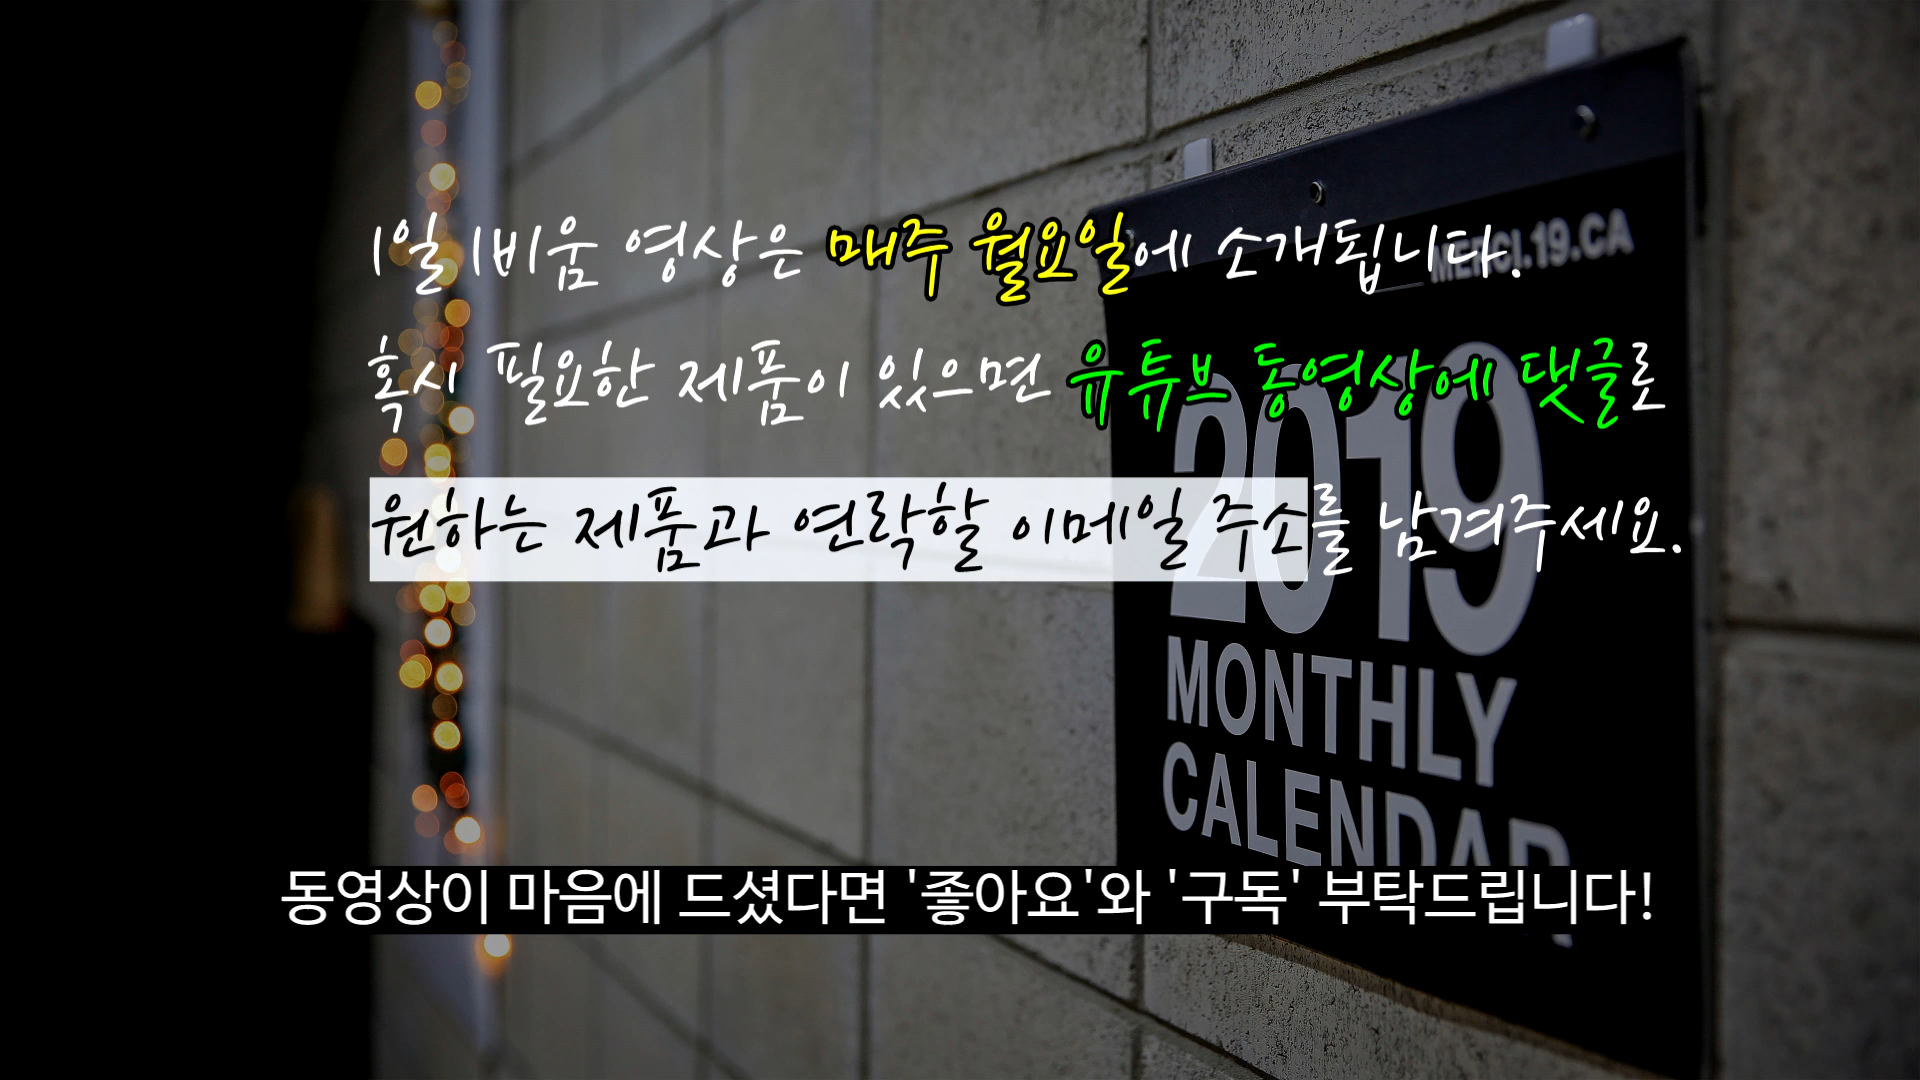 1일 1비움 영상은 매주 월요일에 소개됩니다.
혹시 필요한 제품이 있으면 유튜브 동영상에 댓글로
원하는 제품과 연락할 이메일 주소를 남겨주세요.
MERCI.19.CA
2019
MONTHLY
CALENDAR
동영상이 마음에 드셨다면 '좋아요'와 '구독' 부탁드립니다!